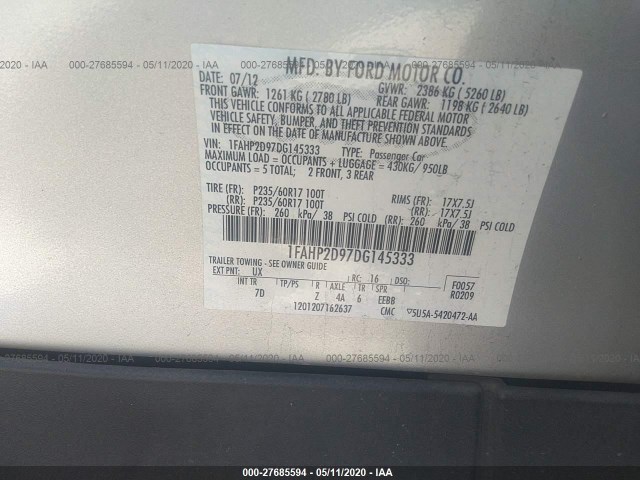 000-27685594 - 05/11/2020 - IAA
MFD. BY FORD MOTOR CO.
DATE: 07/12
GVWR: 2386 KG ( 5260 LB)
FRONT GAWR: 1261 KG ( 2780 LB)
REAR GAWR: 1198 KG ( 2640 LB)
THIS VEHICLE CONFORMS TO ALL APPLICABLE FEDERAL MOTOR
VEHICLE SAFETY, BUMPER, AND THEFT PREVENTION STANDARDS
IN EFFECT ON THE DATE OF MANUFACTURE SHOWN ABOVE.
VIN: 1FAHP2D97DG145333
TYPE: Passenger Car
MAXIMUM LOAD = OCCUPANTS + LUGGAGE = 430KG/ 950LB
OCCUPANTS = 5 TOTAL; 2 FRONT, 3 REAR
TIRE (FR): P235/60R17 100T RIMS (FR): 17X7.5J
(RR): P235/60R17 100T (RR): 17X7.5J
PRESSURE (FR): 260 kPa/ 38 PSI COLD (RR): 260 kPa/ 38 PSI COLD
1FAHP2D97DG145333
TRAILER TOWING - SEE OWNER GUIDE
EXT PNT: UX RC: 16 DSO: F0057
R0209
INT TR TP/PS R AXLE TR SPR
7D Z 4A 6 EEBB
1201207162637 CMC 5U5A-5420472-AA
000-27685594 - 05/11/2020 - IAA